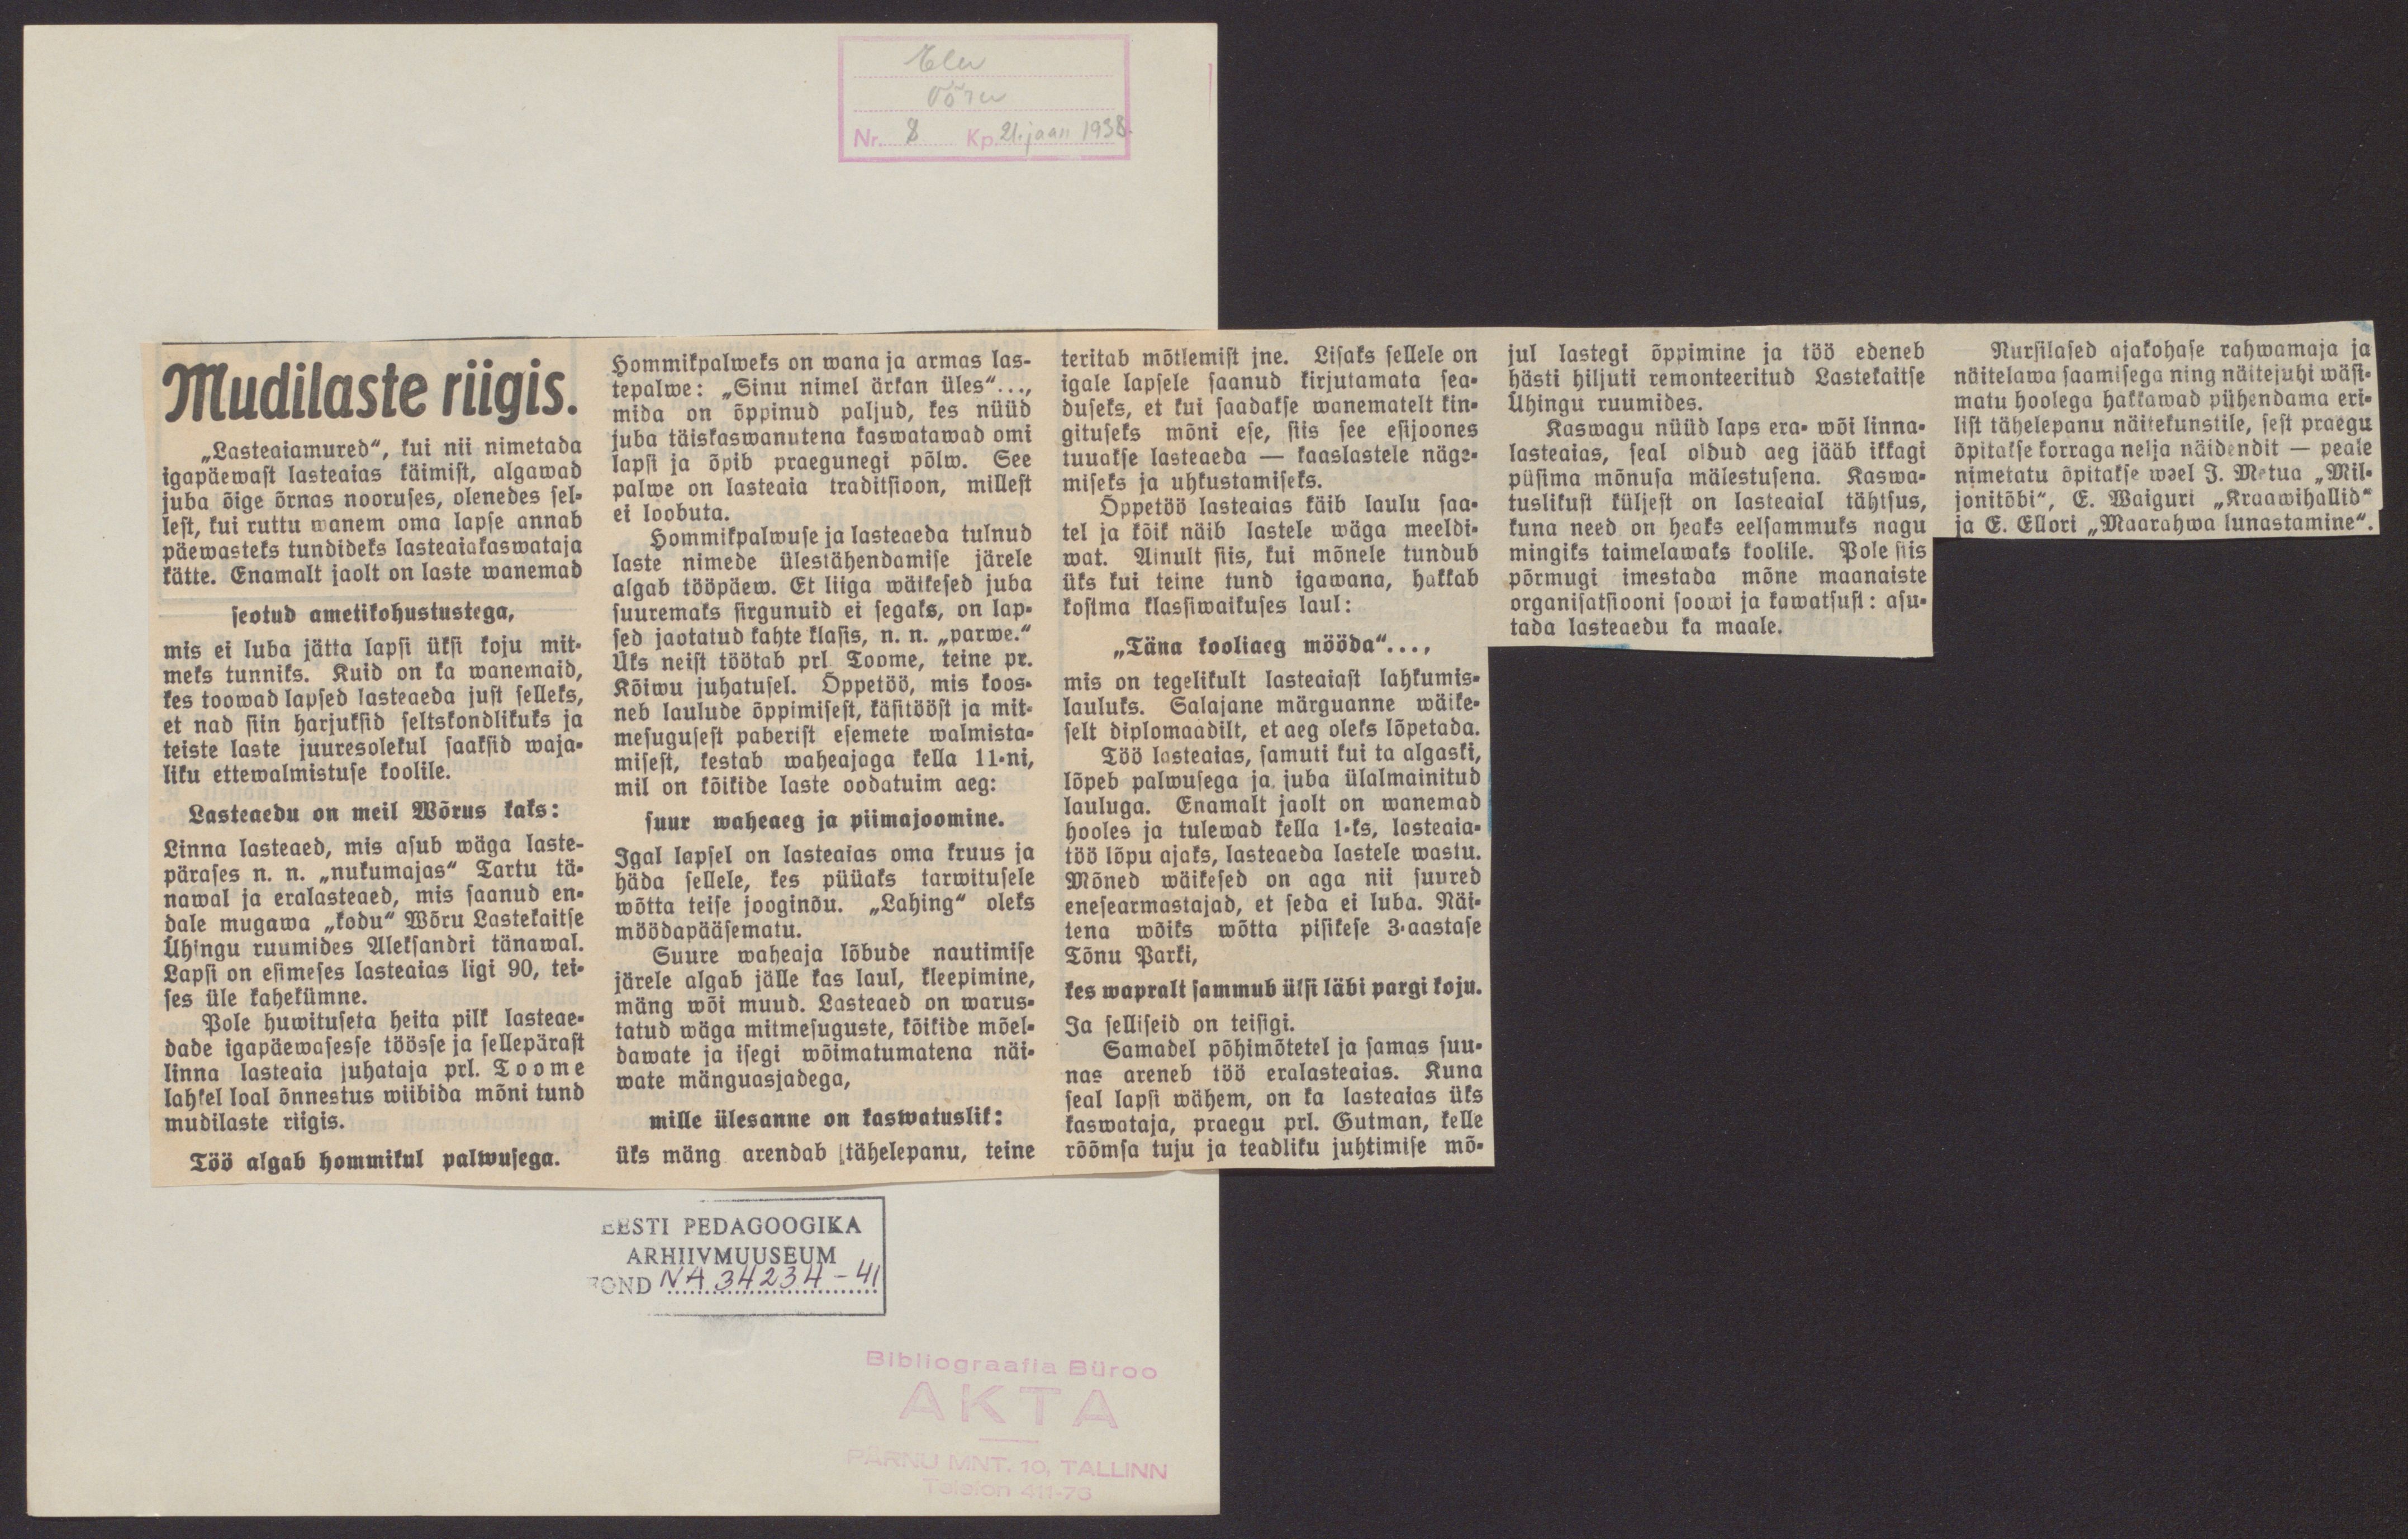 Elu
Võru
Nr. 8 Kp. 21. jaan 1938.
Mudilaste riigis.
„Lasteaiamured“, kui nii nimetada
igapäewast lasteaias käimist, algawad
juba õige õrnas nooruses, olenedes sel-
lest, kui ruttu wanem oma lapse annab
päewasteks tundideks lasteaiakaswataja
kätte. Enamalt jaolt on laste wanemad
seotud ametikohustustega,
mis ei luba jätta lapsi üksi koju mit-
meks tunniks. Kuid on ka wanemaid,
kes toowad lapsed lasteaeda just selleks,
et nad siin harjuksid seltskondlikuks ja
teiste laste juuresolekul saaksid waja-
liku ettewalmistuse koolile.
Lasteaedu on meil Wõrus kaks:
Linna lasteaed, mis asub wäga laste-
pärases n. n. „nukumajas“ Tartu tä-
nawal ja eralasteaed, mis saanud en-
dale mugawa „kodu“ Wõru Lastekaitse
Ühingu ruumides Aleksandri tänawal.
Lapsi on esimeses lasteaias ligi 90, tei-
ses üle kahekümne.
Pole huwituseta heita pilk lasteae-
dade igapäewasesse töösse ja sellepärast
linna lasteaia juhataja prl. Toome
lahkel loal õnnestus wiibida mõni tund
mudilaste riigis.
Töö algab hommikul palwusega.
Hommikpalweks on wana ja armas las-
tepalwe: „Sinu nimel ärkan üles“...,
mida on õppinud paljud, kes nüüd
juba täiskaswanutena kaswatawad omi
lapsi ja õpib praegunegi põlw. See
palwe on lasteaia traditsioon, millest
ei loobuta.
Hommikpalwuse ja lasteaeda tulnud
laste nimede ülestähendamise järele
algab tööpäew. Et liiga wäikesed juba
suuremaks sirgunuid ei segaks, on lap-
sed jaotatud kahte klassi, n. n. „parwe.“
Üks neist töötab prl Toome, teine pr.
Kõiwu juhatusel. Õppetöö, mis koos-
neb laulude õppimisest, käsitööst ja mit-
mesugusest paberist esemete walmista-
misest, kestab waheajaga kella 11-ni,
mil on kõikide laste oodatuim aeg:
suur waheaeg ja piimajoomine.
Igal lapsel on lasteaias oma kruus ja
häda sellele, kes püüaks tarwitusele
wõtta teise jooginõu. „Lahing“ oleks
möödapääsematu.
Suure waheaja lõbude nautimise
järele algab jälle kas laul, kleepimine,
mäng wõi muud. Lasteaed on warus-
tatud wäga mitmesuguste, kõikide mõel-
dawate ja isegi wõimatumatena näi-
wate mänguasjadega,
mille ülesanne on kaswatuslik:
üks mäng arendab tähelepanu, teine
teritab mõtlemist jne. Lisaks sellele on
igale lapsele saanud kirjutamata sea-
duseks, et kui saadakse wanematelt kin-
gituseks mõni ese, siis see esijoones
tuuakse lasteaeda — kaaslastele näge-
miseks ja uhkustamiseks.
Õppetöö lasteaias käib laulu saa-
tel ja kõik näib lastele wäga meeldi-
wat. Ainult siis, kui mõnele tundub
üks kui teine tund igawana, hakkab
kostma klassiwaikuses laul:
„Täna kooliaeg mööda“...,
mis on tegelikult lasteaiast lahkumis-
lauluks. Salajane märguanne wäike-
selt diplomaadilt, et aeg oleks lõpetada.
Töö lasteaias, samuti kui ta algaski,
lõpeb palwusega ja juba ülalmainitud
lauluga. Enamalt jaolt on wanemad
hooles ja tulewad kella 1-ks, lasteaia-
töö lõpu ajaks, lasteaeda lastele wastu.
Mõned wäikesed on aga nii suured
enesearmastajad, et seda ei luba. Näi-
tena wõiks wõtta pisikese 3-aastase
Tõnu Parki,
kes wapralt sammub üksi läbi pargi koju.
Ja selliseid on teisigi.
Samadel põhimõtetel ja samas suu-
nas areneb töö eralasteaias. Kuna
seal lapsi wähem, on ka lasteaias üks
kaswataja, praegu prl. Gutman, kelle
rõõmsa tuju ja teadliku juhtimise mõ-
jul lastegi õppimine ja töö edeneb
hästi hiljuti remonteeritud Lastekaitse
Ühingu ruumides.
Kaswagu nüüd laps era- wõi linna-
lasteaias, seal oldud aeg jääb ikkagi
püsima mõnusa mälestusena. Kaswa-
tuslikust küljest on lasteaial tähtsus,
kuna need on heaks eelsammuks nagu
mingiks taimelawaks koolile. Pole siis
põrmugi imestada mõne maanaiste
organisatsiooni soowi ja kawatsust: asu-
tada lasteaedu ka maale.
Nursilased ajakohase rahwamaja ja
näitelawa saamisega ning näitejuhi wäsi-
matu hoolega hakkawad pühendama eri-
list tähelepanu näitekunstile, sest praegu
õpitakse korraga nelja näidendit — peale
nimetatu õpitakse weel J. Metua „Mil-
jonitõbi“, E. Waiguri „Kraawihallid“
ja E. Ellori „Maarahwa lunastamine“.
EESTI PEDAGOOGIKA
ARHIIVMUUSEUM
FOND NA 34234-41
Bibliograafia Büroo
AKTA
PÄRNU MNT. 10, TALLINN
Telefon 411-76